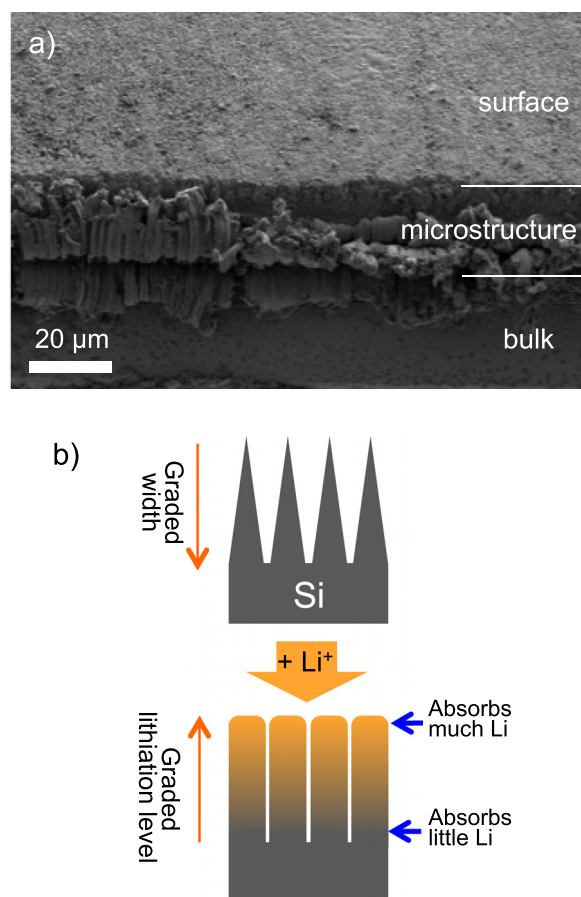 a)
surface
microstructure
20 μm
bulk
b)
Graded
width
Si
+ Li⁺
Graded
lithiation level
Absorbs
much Li
Absorbs
little Li